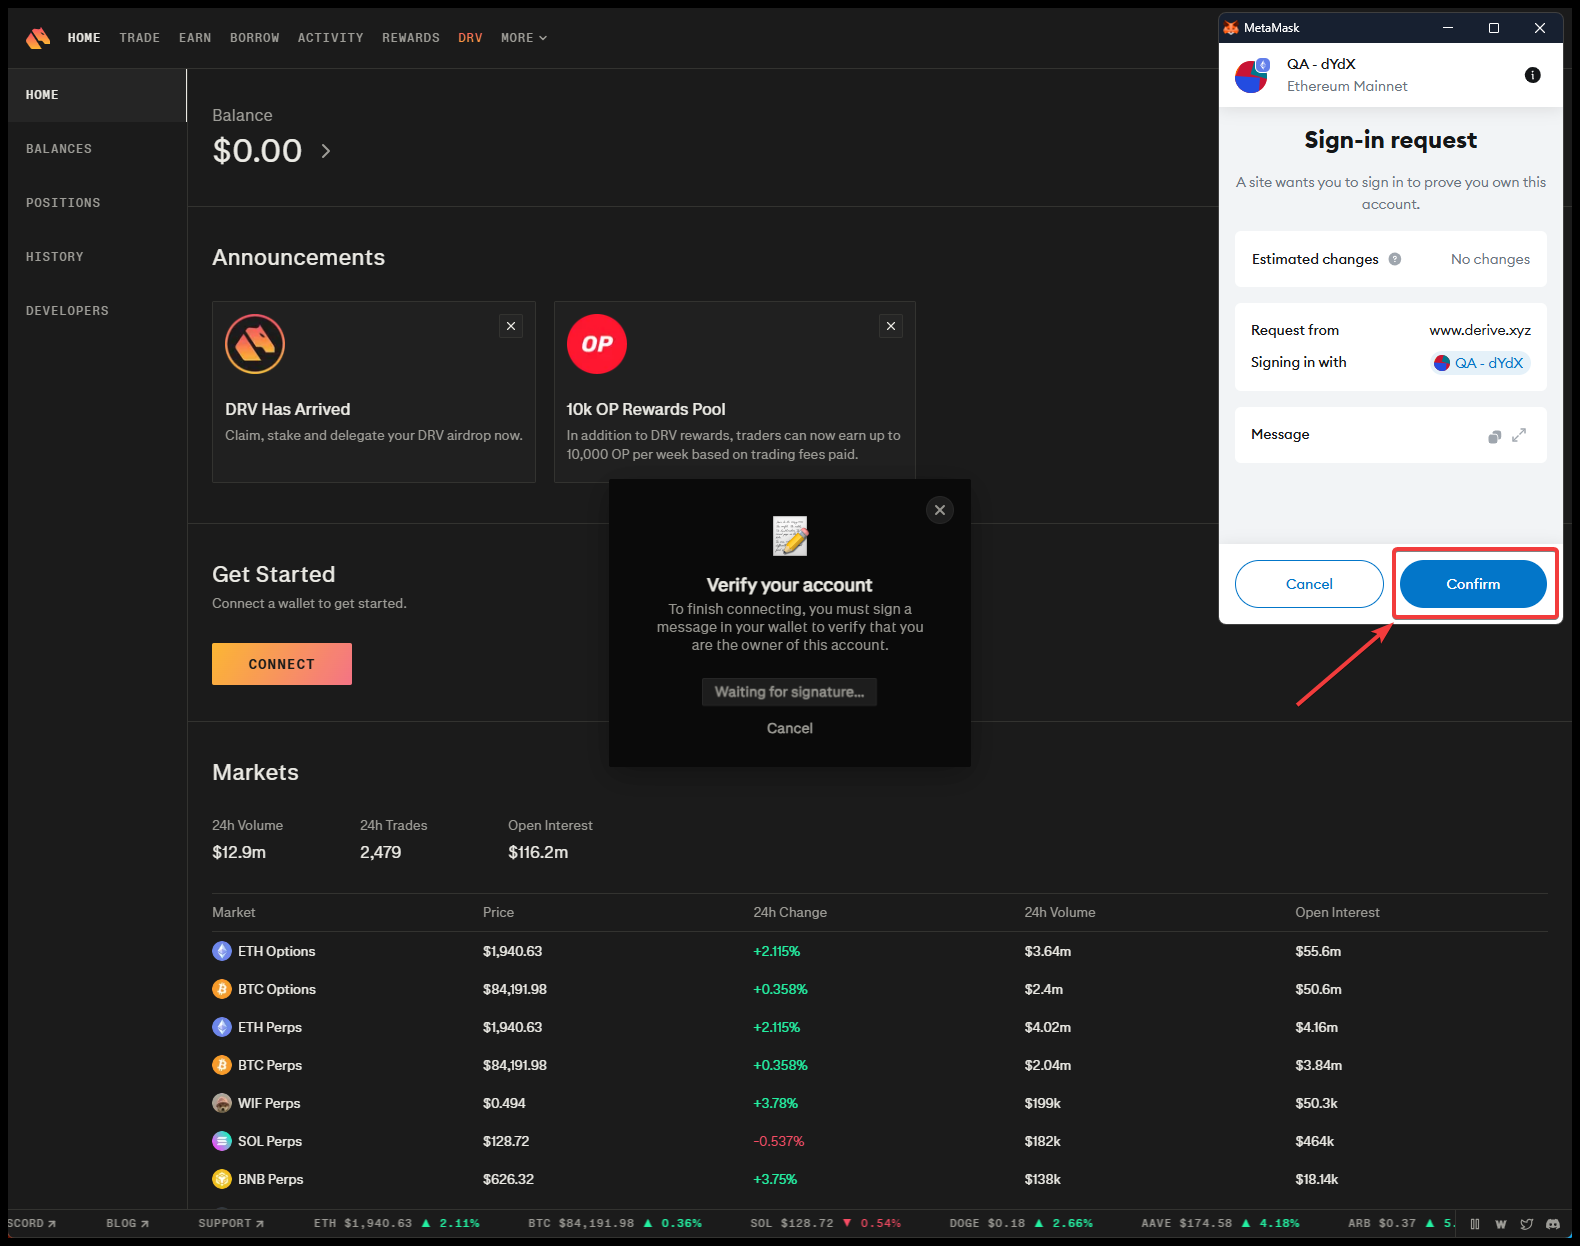 HOME TRADE EARN BORROW ACTIVITY REWARDS DRV MORE
HOME
BALANCES
POSITIONS
HISTORY
DEVELOPERS
Balance
$0.00
Announcements
DRV Has Arrived
Claim, stake and delegate your DRV airdrop now.
OP
10k OP Rewards Pool
In addition to DRV rewards, traders can now earn up to
10,000 OP per week based on trading fees paid.
Get Started
Connect a wallet to get started.
CONNECT
Verify your account
To finish connecting, you must sign a
message in your wallet to verify that you
are the owner of this account.
Waiting for signature...
Cancel
MetaMask
QA - dYdX
Ethereum Mainnet
Sign-in request
A site wants you to sign in to prove you own this
account.
Estimated changes ? No changes
Request from www.derive.xyz
Signing in with QA - dYdX
Message
Cancel Confirm
Markets
24h Volume 24h Trades Open Interest
$12.9m 2,479 $116.2m
Market Price 24h Change 24h Volume Open Interest
ETH Options $1,940.63 +2.115% $3.64m $55.6m
BTC Options $84,191.98 +0.358% $2.4m $50.6m
ETH Perps $1,940.63 +2.115% $4.02m $4.16m
BTC Perps $84,191.98 +0.358% $2.04m $3.84m
WIF Perps $0.494 +3.78% $199k $50.3k
SOL Perps $128.72 -0.537% $182k $464k
BNB Perps $626.32 +3.75% $138k $18.14k
SCORD BLOG SUPPORT ETH $1,940.63 ▲ 2.11% BTC $84,191.98 ▲ 0.36% SOL $128.72 ▼ 0.54% DOGE $0.18 ▲ 2.66% AAVE $174.58 ▲ 4.18% ARB $0.37 ▲ 5.